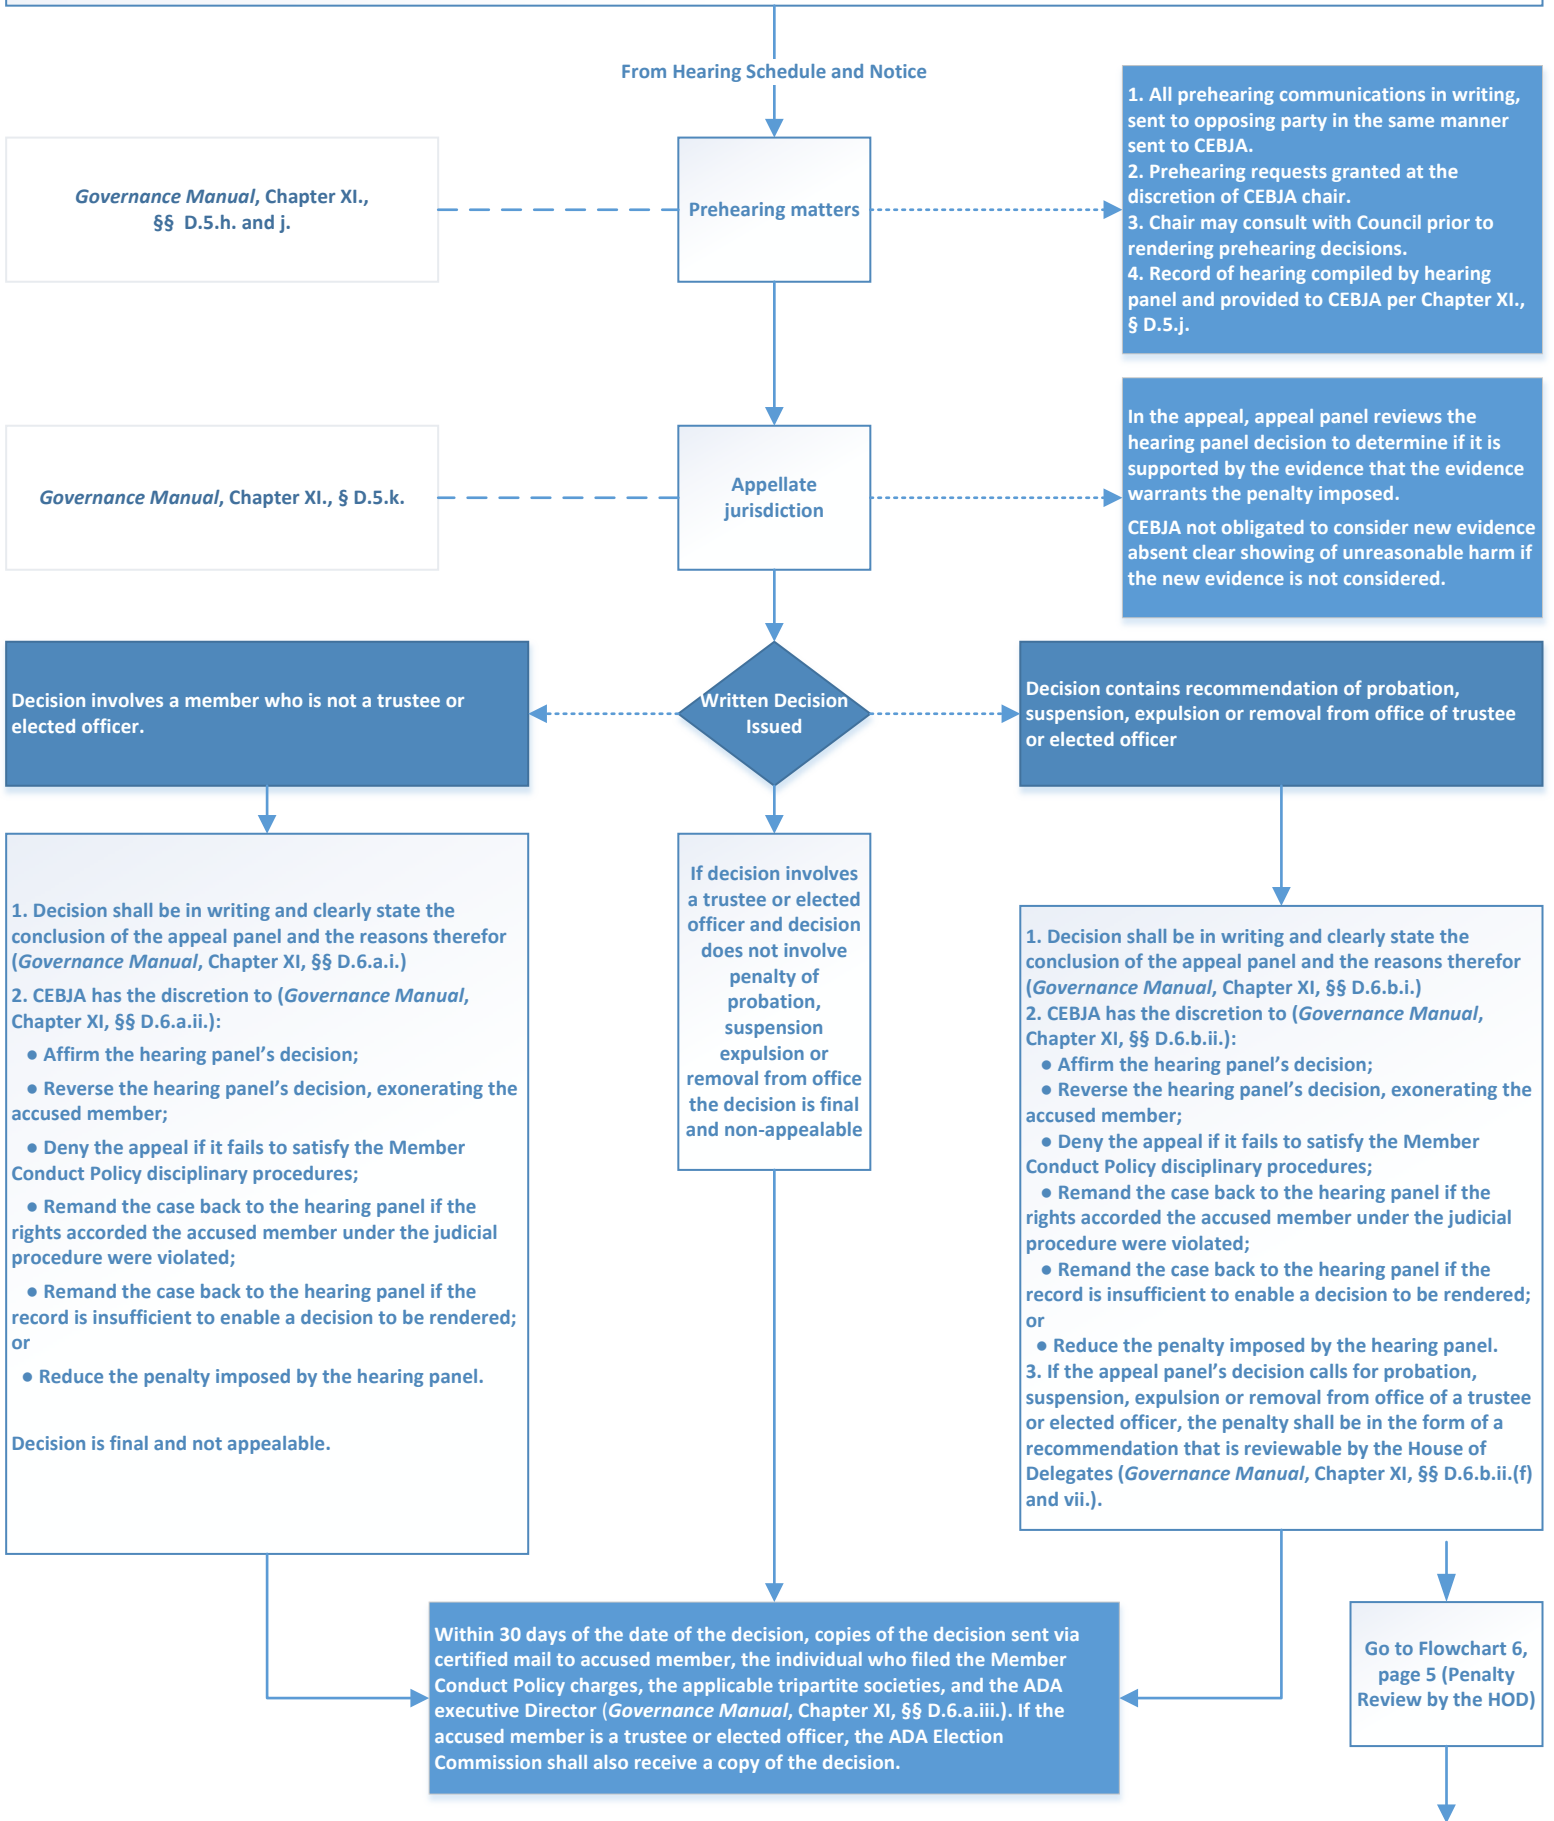 From Hearing Schedule and Notice
Governance Manual, Chapter XI.,
§§ D.5.h. and j.
Prehearing matters
1. All prehearing communications in writing,
sent to opposing party in the same manner
sent to CEBJA.
2. Prehearing requests granted at the
discretion of CEBJA chair.
3. Chair may consult with Council prior to
rendering prehearing decisions.
4. Record of hearing compiled by hearing
panel and provided to CEBJA per Chapter XI.,
§ D.5.j.
Governance Manual, Chapter XI., § D.5.k.
Appellate
jurisdiction
In the appeal, appeal panel reviews the
hearing panel decision to determine if it is
supported by the evidence that the evidence
warrants the penalty imposed.
CEBJA not obligated to consider new evidence
absent clear showing of unreasonable harm if
the new evidence is not considered.
Decision involves a member who is not a trustee or
elected officer.
Written Decision
Issued
Decision contains recommendation of probation,
suspension, expulsion or removal from office of trustee
or elected officer
1. Decision shall be in writing and clearly state the
conclusion of the appeal panel and the reasons therefor
(Governance Manual, Chapter XI, §§ D.6.a.i.)
2. CEBJA has the discretion to (Governance Manual,
Chapter XI, §§ D.6.a.ii.):
● Affirm the hearing panel’s decision;
● Reverse the hearing panel’s decision, exonerating the
accused member;
● Deny the appeal if it fails to satisfy the Member
Conduct Policy disciplinary procedures;
● Remand the case back to the hearing panel if the
rights accorded the accused member under the judicial
procedure were violated;
● Remand the case back to the hearing panel if the
record is insufficient to enable a decision to be rendered;
or
● Reduce the penalty imposed by the hearing panel.
Decision is final and not appealable.
If decision involves
a trustee or elected
officer and decision
does not involve
penalty of
probation,
suspension
expulsion or
removal from office
the decision is final
and non-appealable
1. Decision shall be in writing and clearly state the
conclusion of the appeal panel and the reasons therefor
(Governance Manual, Chapter XI, §§ D.6.b.i.)
2. CEBJA has the discretion to (Governance Manual,
Chapter XI, §§ D.6.b.ii.):
● Affirm the hearing panel’s decision;
● Reverse the hearing panel’s decision, exonerating the
accused member;
● Deny the appeal if it fails to satisfy the Member
Conduct Policy disciplinary procedures;
● Remand the case back to the hearing panel if the
rights accorded the accused member under the judicial
procedure were violated;
● Remand the case back to the hearing panel if the
record is insufficient to enable a decision to be rendered;
or
● Reduce the penalty imposed by the hearing panel.
3. If the appeal panel’s decision calls for probation,
suspension, expulsion or removal from office of a trustee
or elected officer, the penalty shall be in the form of a
recommendation that is reviewable by the House of
Delegates (Governance Manual, Chapter XI, §§ D.6.b.ii.(f)
and vii.).
Within 30 days of the date of the decision, copies of the decision sent via
certified mail to accused member, the individual who filed the Member
Conduct Policy charges, the applicable tripartite societies, and the ADA
executive Director (Governance Manual, Chapter XI, §§ D.6.a.iii.). If the
accused member is a trustee or elected officer, the ADA Election
Commission shall also receive a copy of the decision.
Go to Flowchart 6,
page 5 (Penalty
Review by the HOD)